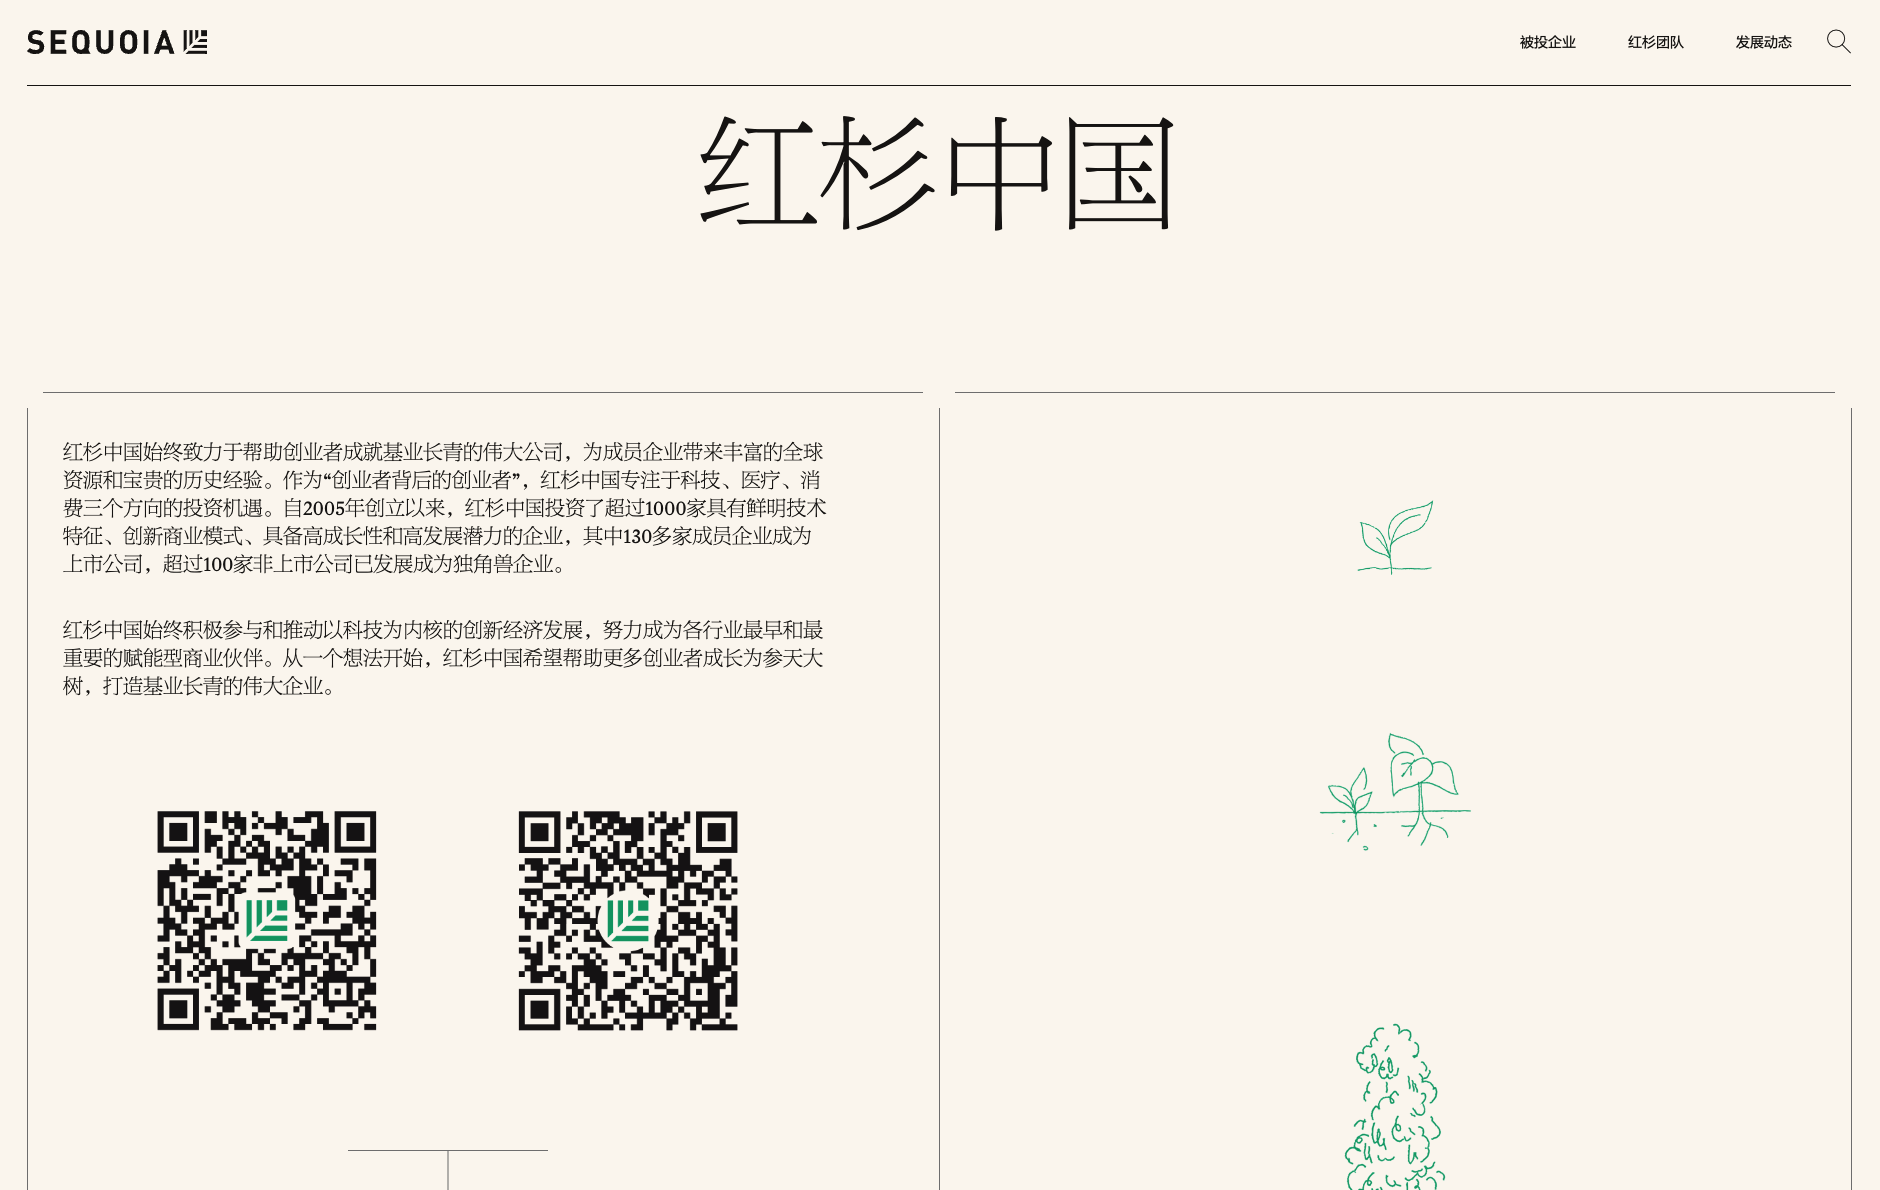 SEQUOIA
被投企业
红杉团队
发展动态
红杉中国
红杉中国始终致力于帮助创业者成就基业长青的伟大公司，为成员企业带来丰富的全球
资源和宝贵的历史经验。作为“创业者背后的创业者”，红杉中国专注于科技、医疗、消
费三个方向的投资机遇。自2005年创立以来，红杉中国投资了超过1000家具有鲜明技术
特征、创新商业模式、具备高成长性和高发展潜力的企业，其中130多家成员企业成为
上市公司，超过100家非上市公司已发展成为独角兽企业。
红杉中国始终积极参与和推动以科技为内核的创新经济发展，努力成为各行业最早和最
重要的赋能型商业伙伴。从一个想法开始，红杉中国希望帮助更多创业者成长为参天大
树，打造基业长青的伟大企业。